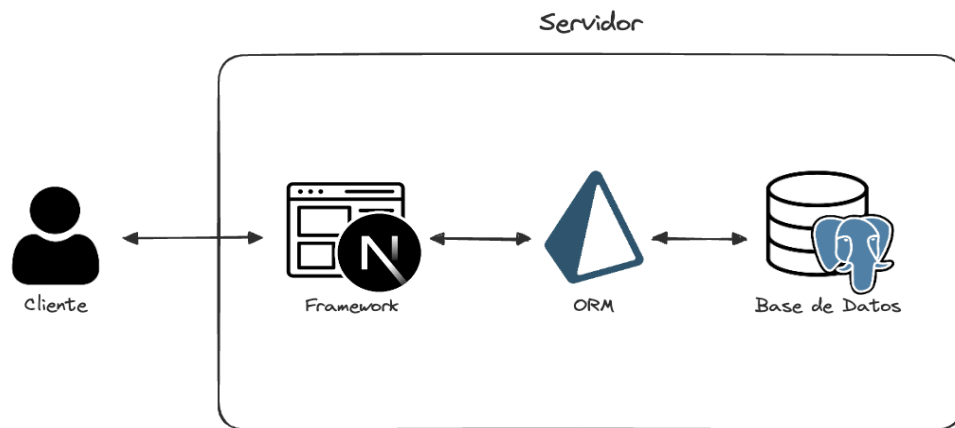 Servidor
Cliente
Framework
ORM
Base de Datos